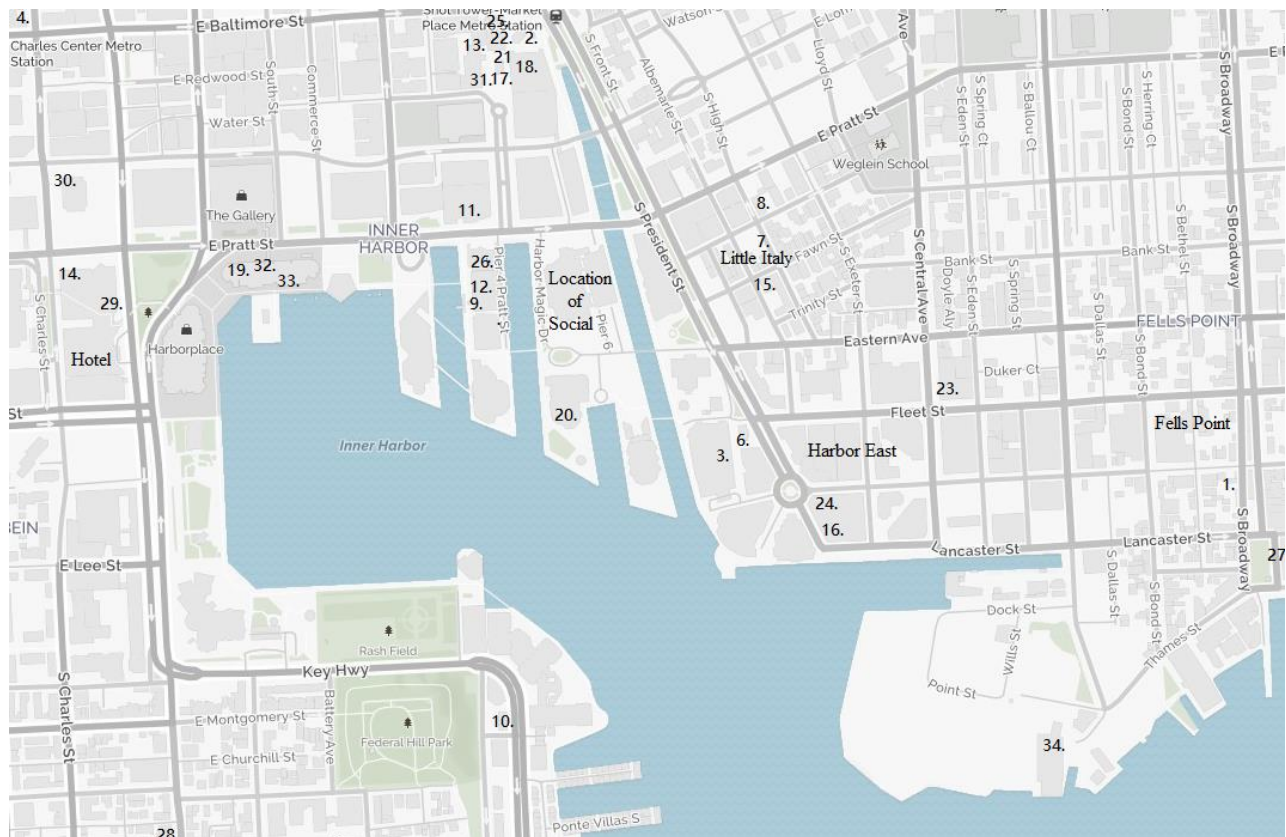 4.
E Baltimore St
25.
Shot Tower-Market
Place Metro Station
Charles Center Metro
Station
13.
22.
2.
21
18.
31.
17.
E Redwood St
South St
Commerce St
Water St
S Front St
Albemarle St
S High St
Watson St
E Lom
Lloyd St
Ave
E Pratt St
Weglein School
S Eden St
S Spring Ct
S Ballou Ct
S Bond St
S Herring Ct
S Broadway
30.
The Gallery
11.
INNER
HARBOR
E Pratt St
S President St
8.
7.
Little Italy
Fawn St
15.
Trinity St
S Exeter St
S Central Ave
Bank St
Bank St
S Bethel St
S Broadway
14.
S Charles St
19.
32.
33.
29.
26.
12.
9.
Pier 4 Pratt St
Harbor Magic Dr
Location
of
Social
Pier 6
Doyle Aly
S Eden St
S Spring St
S Dallas St
S Bond St
Eastern Ave
FELLS POINT
Hotel
Harborplace
Duker Ct
23.
Fleet St
St
20.
Inner Harbor
3.
6.
Harbor East
Fells Point
24.
16.
1.
BEIN
E Lee St
Lancaster St
Lancaster St
S Broadway
27
S Dallas St
S Bond St
Dock St
Wills St
Thames St
Point St
Rash Field
Key Hwy
S Charles St
E Montgomery St
Battery Ave
Federal Hill Park
10.
E Churchill St
34.
28
Ponte Villas S